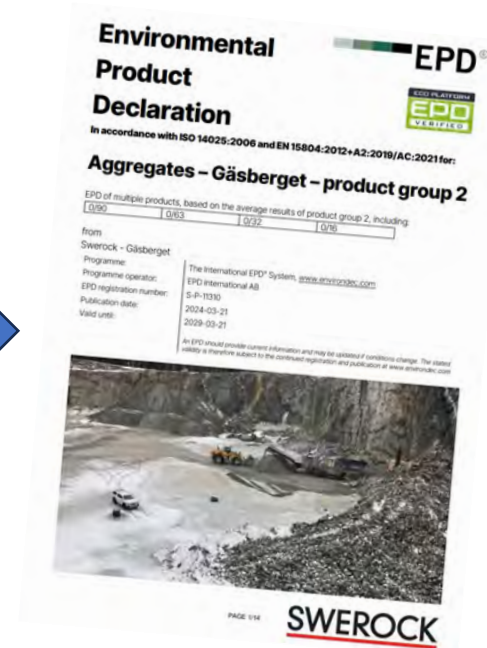 Environmental
Product
Declaration
EPD®
ECO PLATFORM
EPD
VERIFIED
In accordance with ISO 14025:2006 and EN 15804:2012+A2:2019/AC:2021 for:
Aggregates – Gäsberget – product group 2
EPD of multiple products, based on the average results of product group 2, including:
0/90 0/63 0/32 0/16
from
Swerock - Gäsberget
Programme: The International EPD® System, www.environdec.com
Programme operator: EPD International AB
EPD registration number: S-P-11310
Publication date: 2024-03-21
Valid until: 2029-03-21
An EPD should provide current information and may be updated if conditions change. The stated
validity is therefore subject to the continued registration and publication at www.environdec.com
PAGE 1/14
SWEROCK